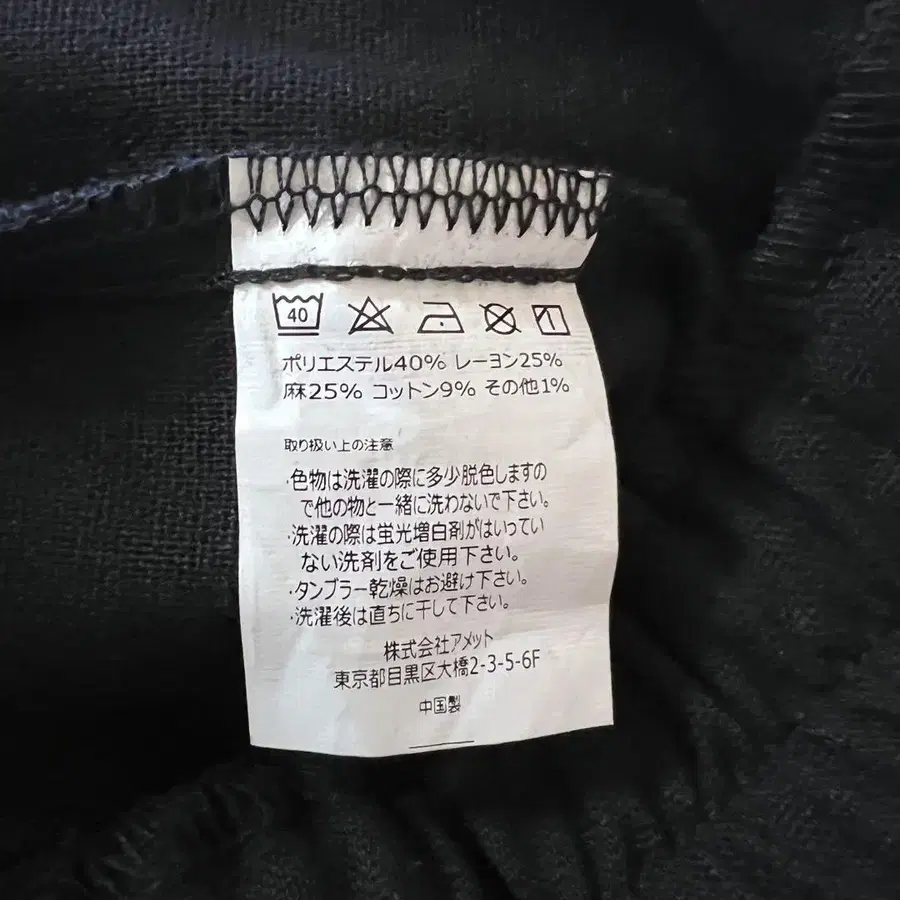 40
ポリエステル40% レーヨン25%
麻25% コットン9% その他1%
取り扱い上の注意
·色物は洗濯の際に多少脱色しますの
で他の物と一緒に洗わないで下さい。
·洗濯の際は蛍光増白剤がはいってい
ない洗剤をご使用下さい。
·タンブラー乾燥はお避け下さい。
·洗濯後は直ちに干して下さい。
株式会社アメット
東京都目黒区大橋2-3-5-6F
中国製